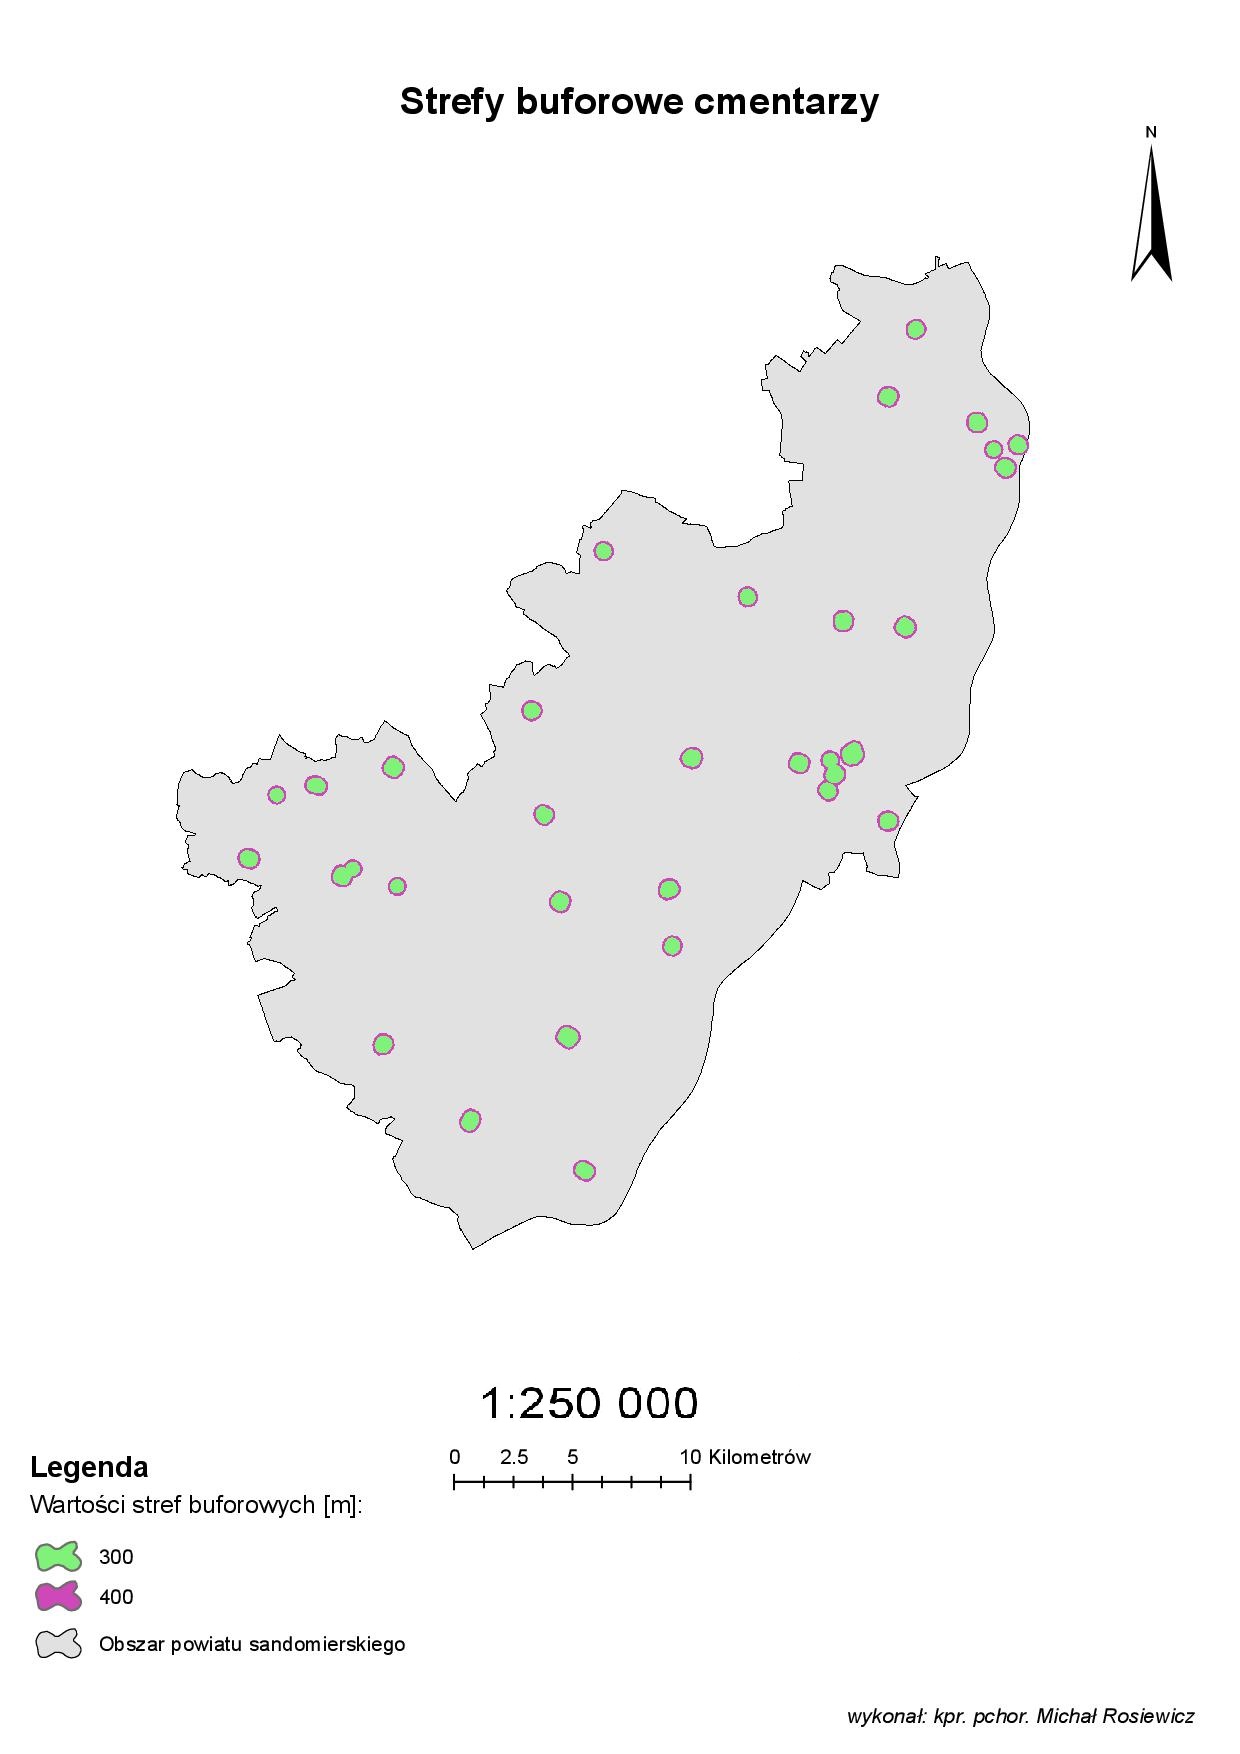 Strefy buforowe cmentarzy
N
1:250 000
0 2.5 5 10 Kilometrów
Legenda
Wartości stref buforowych [m]:
300
400
Obszar powiatu sandomierskiego
wykonał: kpr. pchor. Michał Rosiewicz